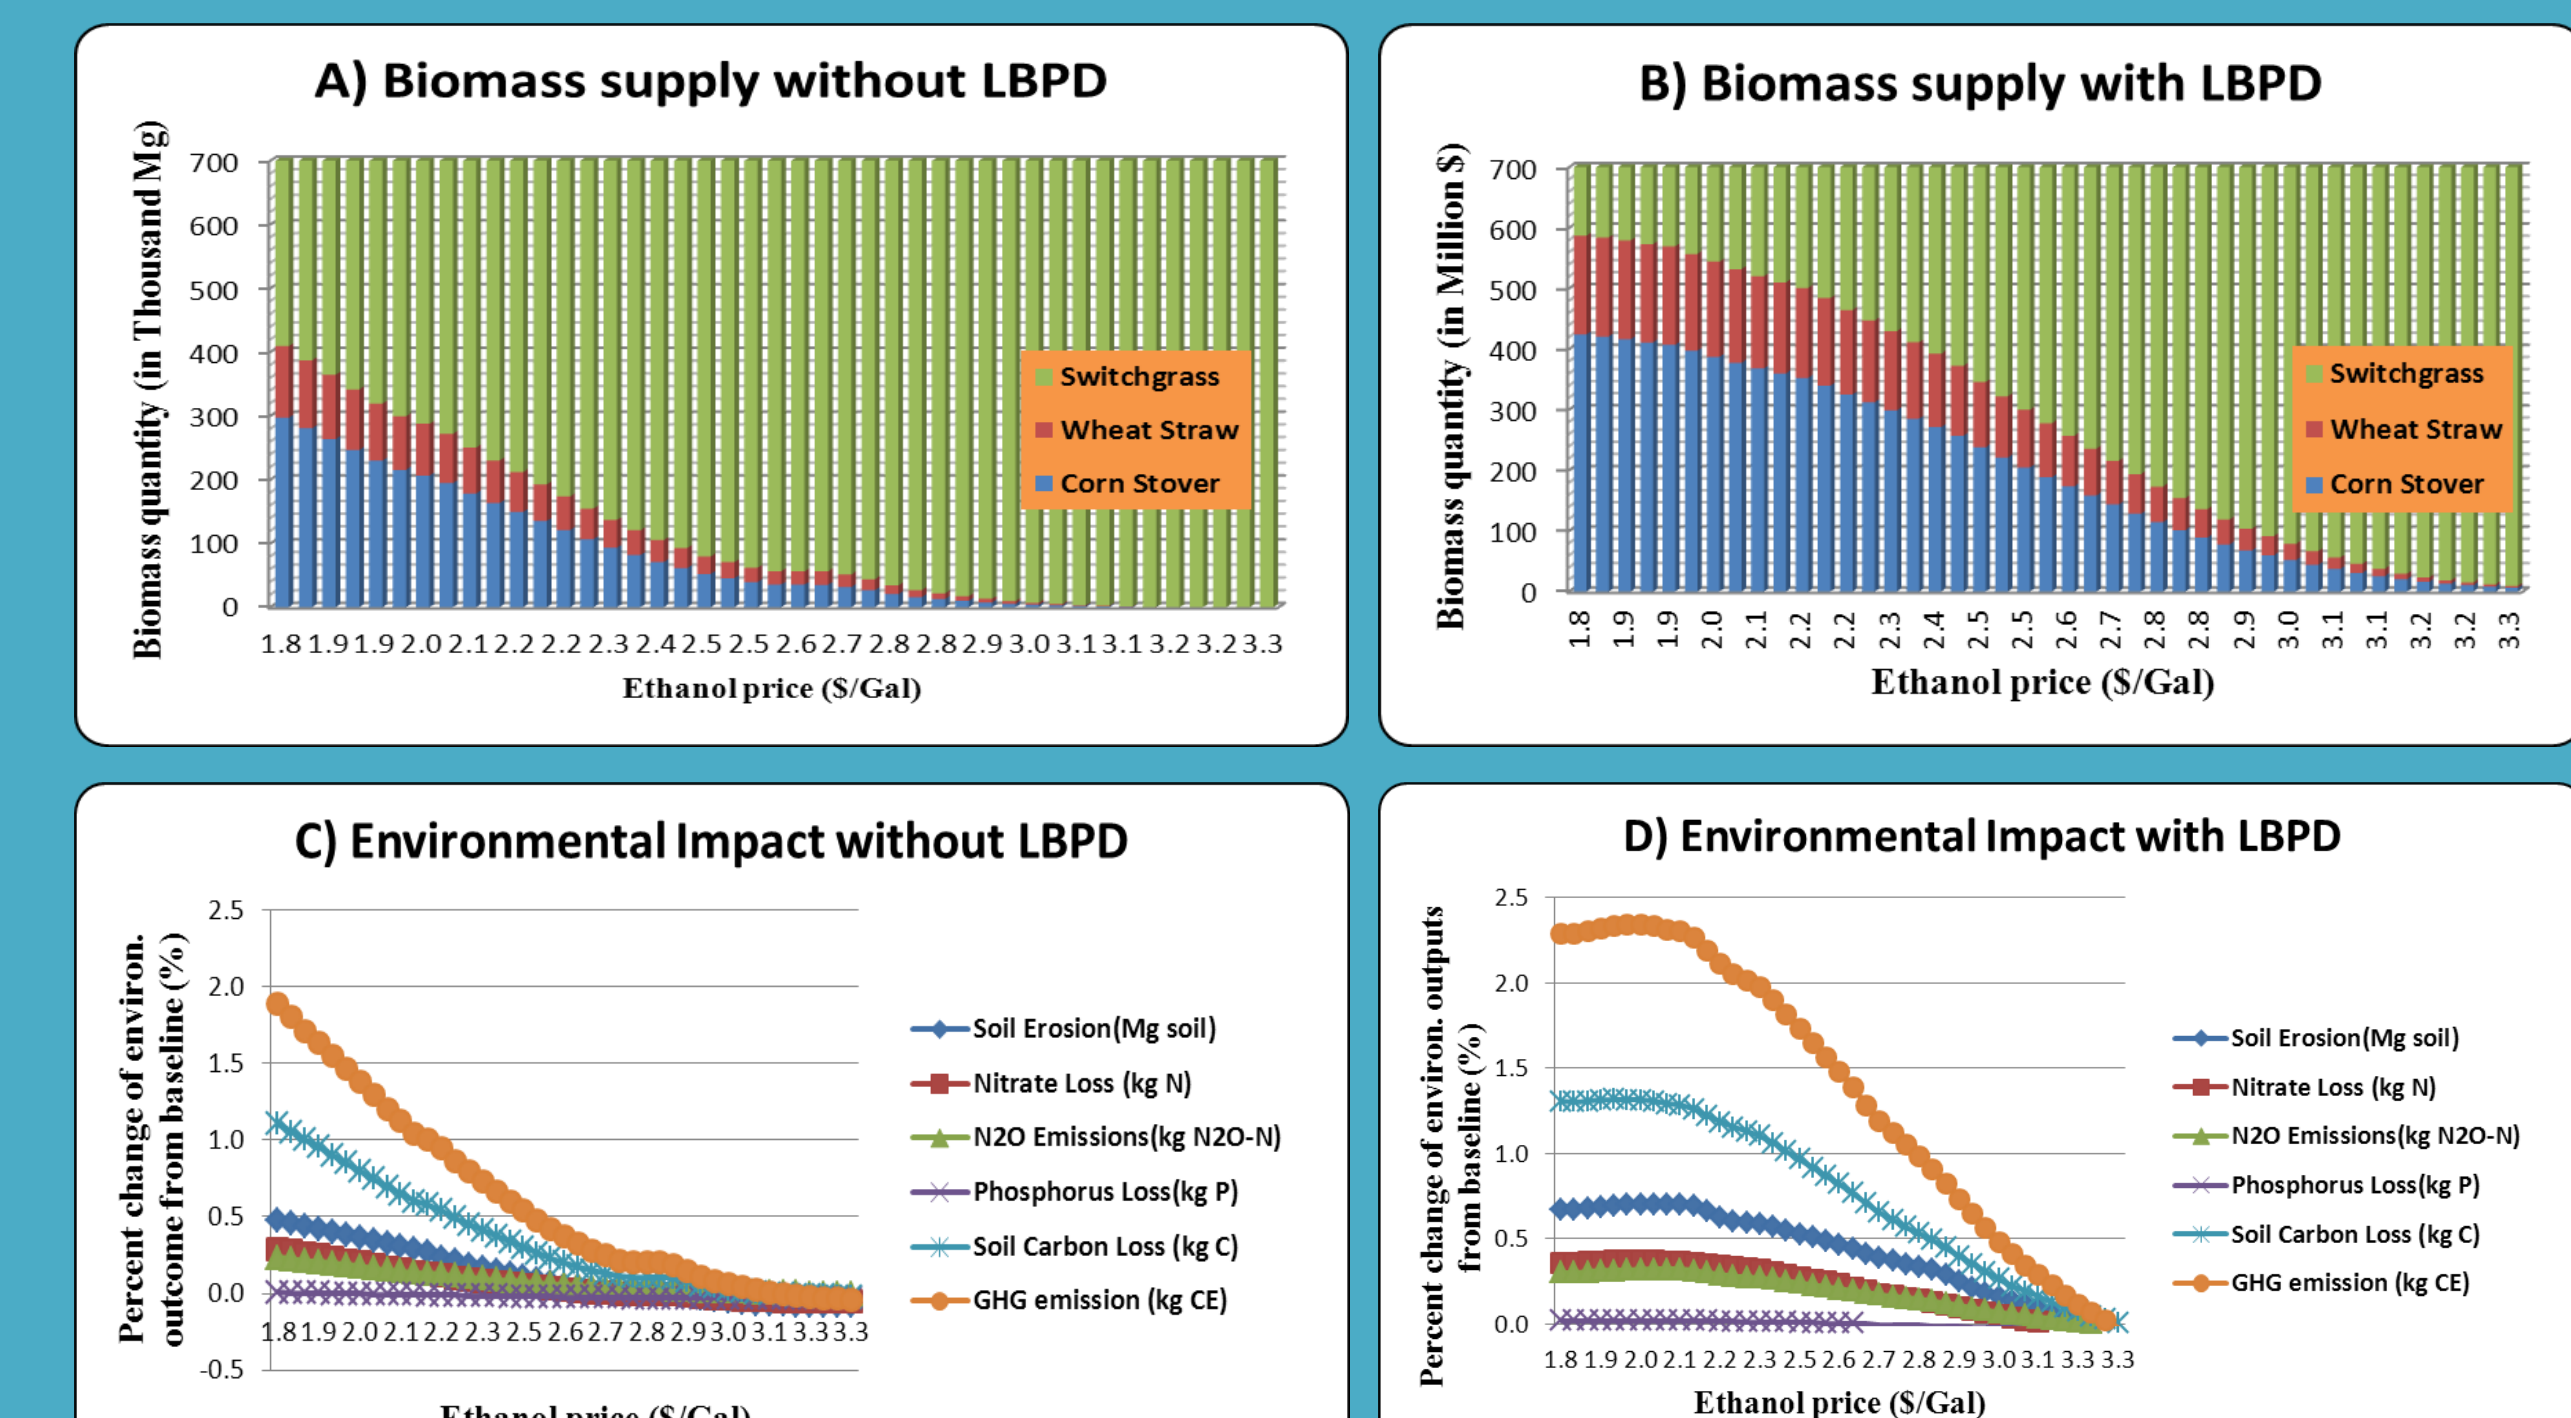 A) Biomass supply without LBPD
Biomass quantity (in Thousand Mg)
700
600
500
400
300
200
100
0
Switchgrass
Wheat Straw
Corn Stover
1.8 1.9 1.9 2.0 2.1 2.2 2.2 2.3 2.4 2.5 2.5 2.6 2.7 2.8 2.8 2.9 3.0 3.1 3.1 3.2 3.2 3.3
Ethanol price ($/Gal)
B) Biomass supply with LBPD
Biomass quantity (in Million $)
700
600
500
400
300
200
100
0
Switchgrass
Wheat Straw
Corn Stover
1.8 1.9 1.9 2.0 2.1 2.2 2.2 2.3 2.4 2.5 2.5 2.6 2.7 2.8 2.8 2.9 3.0 3.1 3.1 3.2 3.2 3.3
Ethanol price ($/Gal)
C) Environmental Impact without LBPD
Percent change of environ.
outcome from baseline (%)
2.5
2.0
1.5
1.0
0.5
0.0
-0.5
1.8 1.9 2.0 2.1 2.2 2.3 2.5 2.6 2.7 2.8 2.9 3.0 3.1 3.3 3.3
Soil Erosion(Mg soil)
Nitrate Loss (kg N)
N2O Emissions(kg N2O-N)
Phosphorus Loss(kg P)
Soil Carbon Loss (kg C)
GHG emission (kg CE)
Ethanol price ($/Gal)
D) Environmental Impact with LBPD
Percent change of environ. outputs
from baseline (%)
2.5
2.0
1.5
1.0
0.5
0.0
1.8 1.9 2.0 2.1 2.2 2.3 2.5 2.6 2.7 2.8 2.9 3.0 3.1 3.3 3.3
Soil Erosion(Mg soil)
Nitrate Loss (kg N)
N2O Emissions(kg N2O-N)
Phosphorus Loss(kg P)
Soil Carbon Loss (kg C)
GHG emission (kg CE)
Ethanol price ($/Gal)